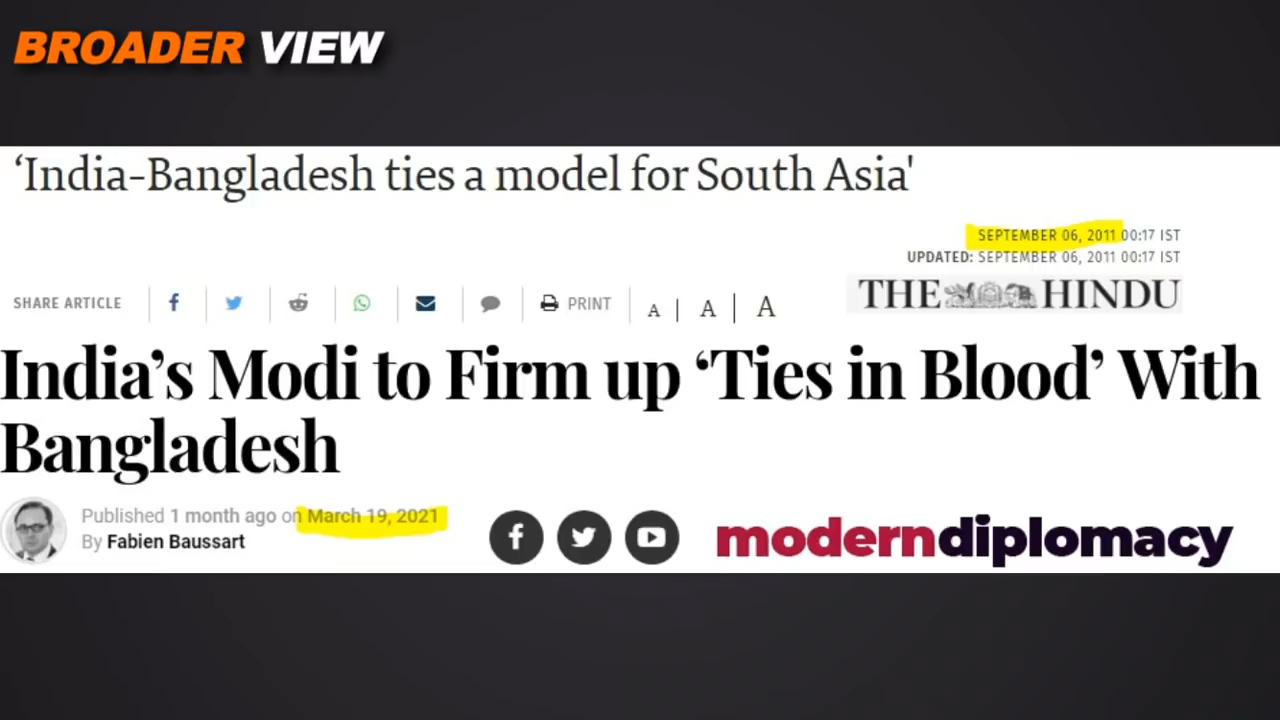 BROADER VIEW
‘India-Bangladesh ties a model for South Asia'
SEPTEMBER 06, 2011 00:17 IST
UPDATED: SEPTEMBER 06, 2011 00:17 IST
SHARE ARTICLE
PRINT
A | A | A
THE HINDU
India’s Modi to Firm up ‘Ties in Blood’ With
Bangladesh
Published 1 month ago on March 19, 2021
By Fabien Baussart
moderndiplomacy